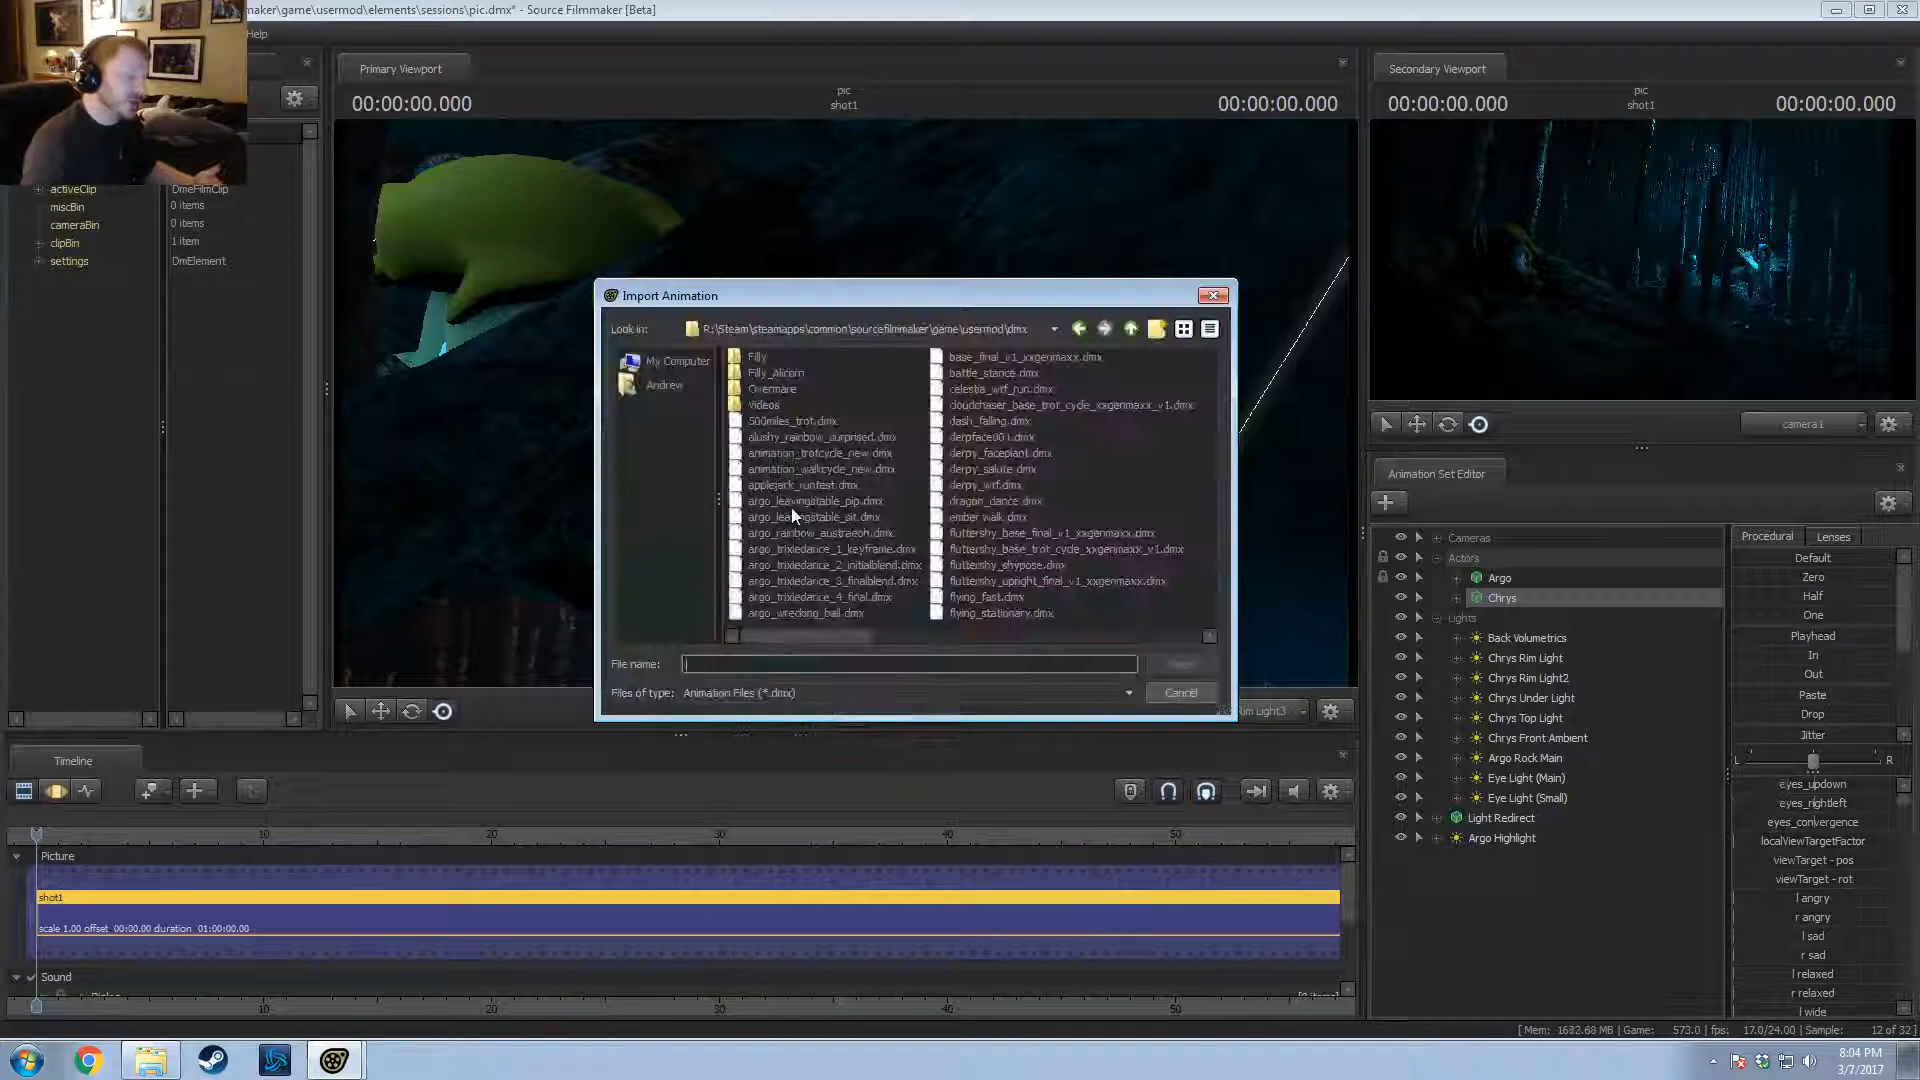 maker\game\usermod\elements\sessions\pic.dmx* - Source Filmmaker [Beta]
Help
Primary Viewport
00:00:00.000
pic
shot1
00:00:00.000
Secondary Viewport
00:00:00.000
pic
shot1
00:00:00.000
activeClip DmeFilmClip
miscBin 0 items
cameraBin 0 items
clipBin 1 item
settings DmElement
Import Animation
Look in: R:\Steam\steamapps\common\sourcefilmmaker\game\usermod\dmx
My Computer
Andrew
Filly
Filly_Alicorn
Overmare
Videos
500miles_trot.dmx
alushy_rainbow_surprised.dmx
animation_trotcycle_new.dmx
animation_walkcycle_new.dmx
applejack_runfest.dmx
argo_leavingstable_pip.dmx
argo_leavingstable_sit.dmx
argo_rainbow_austraeoh.dmx
argo_trixiedance_1_keyframe.dmx
argo_trixiedance_2_initialblend.dmx
argo_trixiedance_3_finalblend.dmx
argo_trixiedance_4_final.dmx
argo_wrecking_ball.dmx
base_final_v1_xxgenmaxx.dmx
battle_stance.dmx
celestia_wtf_run.dmx
cloudchaser_base_trot_cycle_xxgenmaxx_v1.dmx
dash_falling.dmx
derpface001.dmx
derpy_faceplant.dmx
derpy_salute.dmx
derpy_wtf.dmx
dragon_dance.dmx
ember walk.dmx
fluttershy_base_final_v1_xxgenmaxx.dmx
fluttershy_base_trot_cycle_xxgenmaxx_v1.dmx
fluttershy_shypose.dmx
fluttershy_upright_final_v1_xxgenmaxx.dmx
flying_fast.dmx
flying_stationary.dmx
File name:
Files of type: Animation Files (*.dmx)
Cancel
Rim Light3
camera1
Animation Set Editor
Cameras
Actors
Argo
Chrys
Lights
Back Volumetrics
Chrys Rim Light
Chrys Rim Light2
Chrys Under Light
Chrys Top Light
Chrys Front Ambient
Argo Rock Main
Eye Light (Main)
Eye Light (Small)
Light Redirect
Argo Highlight
Procedural Lenses
Default
Zero
Half
One
Playhead
In
Out
Paste
Drop
Jitter
L R
eyes_updown
eyes_rightleft
eyes_convergence
localViewTargetFactor
viewTarget - pos
viewTarget - rot
l angry
r angry
l sad
r sad
l relaxed
r relaxed
l wide
Timeline
10 20 30 40 50
Picture
shot1
scale 1.00 offset 00:00.00 duration 01:00:00.00
Sound
10 20 30 40 50
[ Mem: 1693.68 MB | Game: 573.0 | fps: 17.0/24.00 | Sample: 12 of 32 ]
8:04 PM
3/7/2017